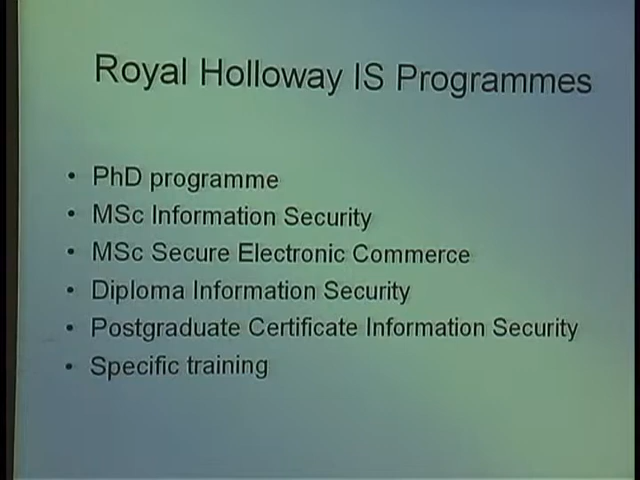 Royal Holloway IS Programmes
• PhD programme
• MSc Information Security
• MSc Secure Electronic Commerce
• Diploma Information Security
• Postgraduate Certificate Information Security
• Specific training